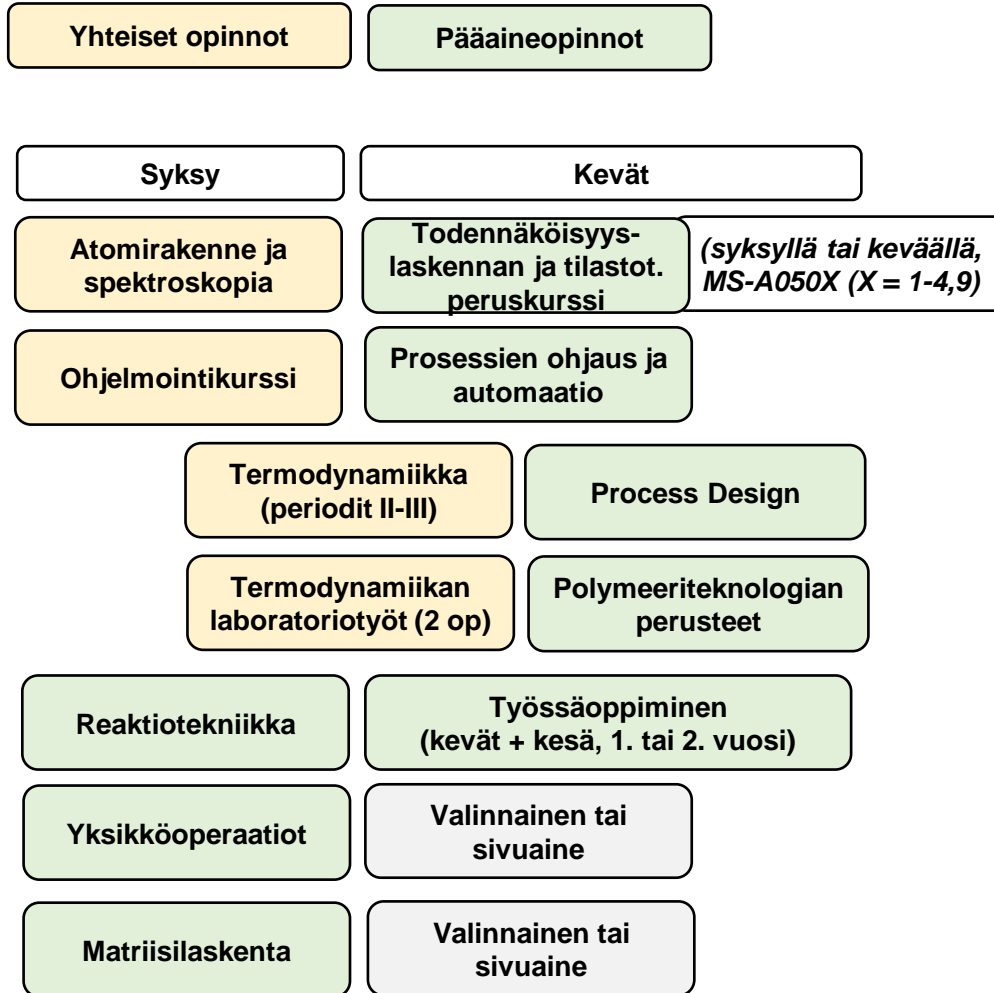 Yhteiset opinnot
Pääaineopinnot
Syksy
Kevät
Atomirakenne ja
spektroskopia
Todennäköisyys-
laskennan ja tilastot.
peruskurssi
(syksyllä tai keväällä,
MS-A050X (X = 1-4,9)
Ohjelmointikurssi
Prosessien ohjaus ja
automaatio
Termodynamiikka
(periodit II-III)
Process Design
Termodynamiikan
laboratoriotyöt (2 op)
Polymeeriteknologian
perusteet
Reaktiotekniikka
Työssäoppiminen
(kevät + kesä, 1. tai 2. vuosi)
Yksikköoperaatiot
Valinnainen tai
sivuaine
Matriisilaskenta
Valinnainen tai
sivuaine